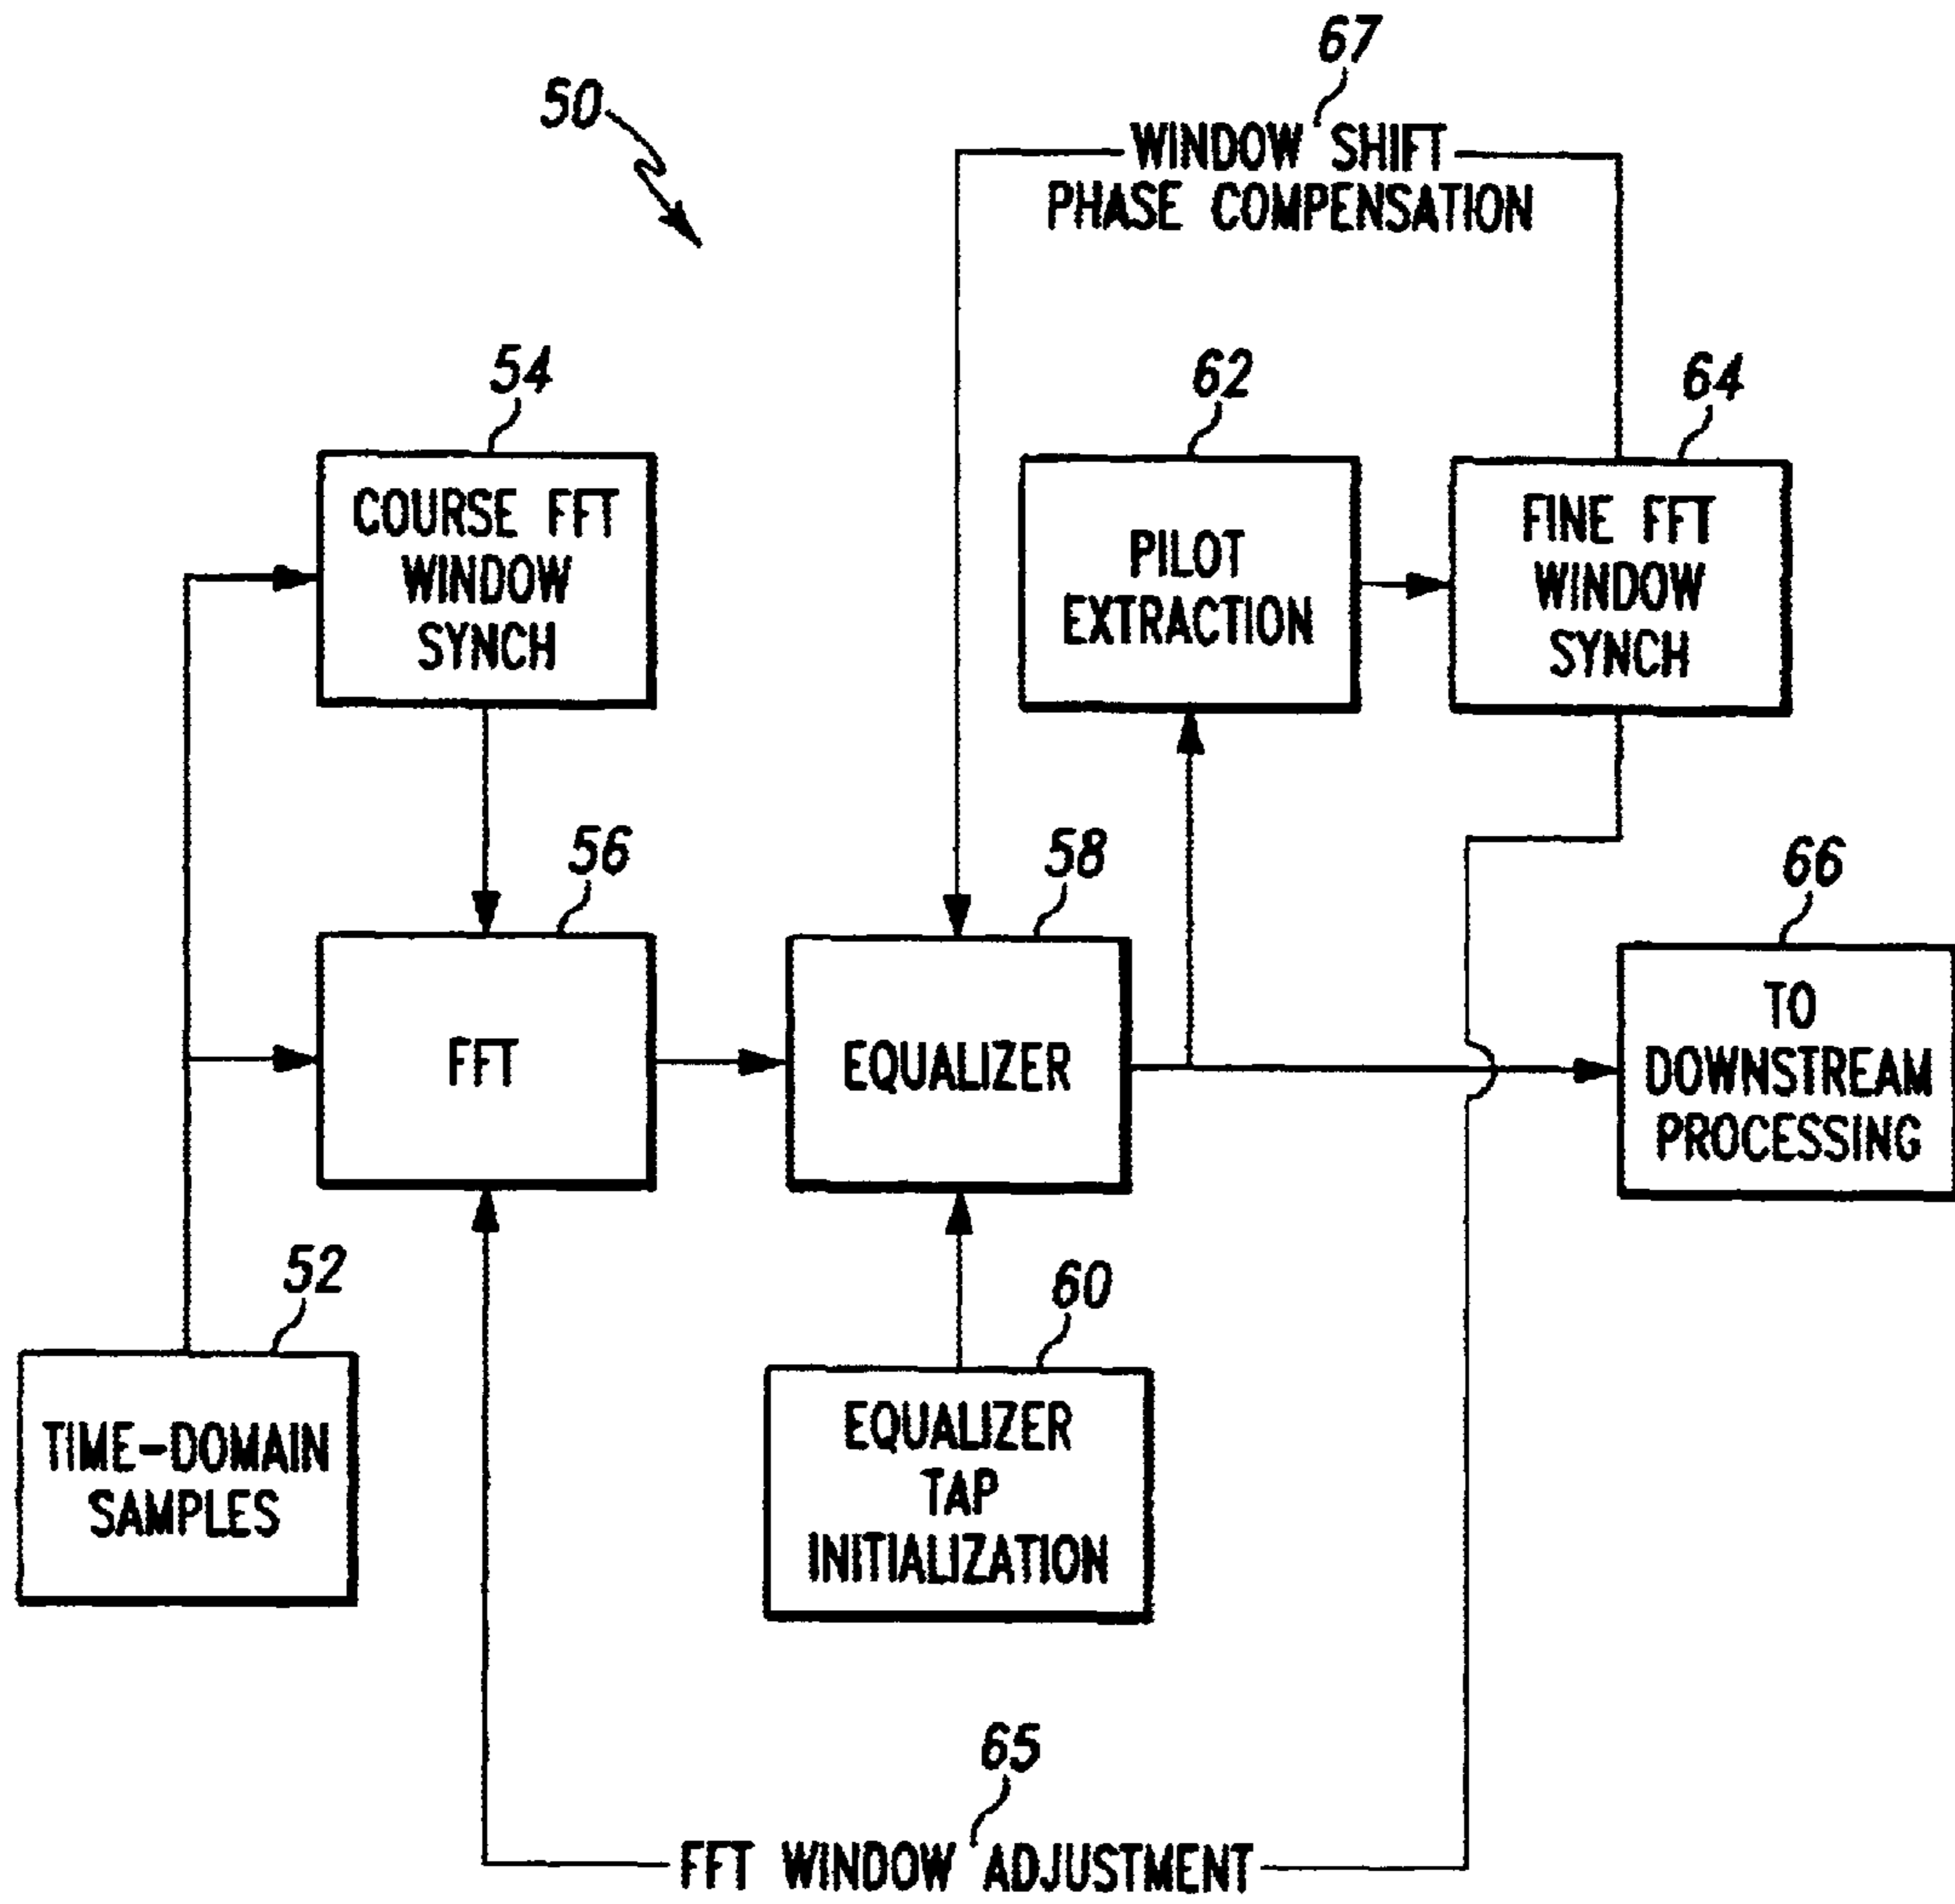 67
50
WINDOW SHIFT
PHASE COMPENSATION
54
62
64
COURSE FFT
WINDOW
SYNCH
PILOT
EXTRACTION
FINE FFT
WINDOW
SYNCH
56
58
66
FFT
EQUALIZER
TO
DOWNSTREAM
PROCESSING
52
60
TIME-DOMAIN
SAMPLES
EQUALIZER
TAP
INITIALIZATION
65
FFT WINDOW ADJUSTMENT